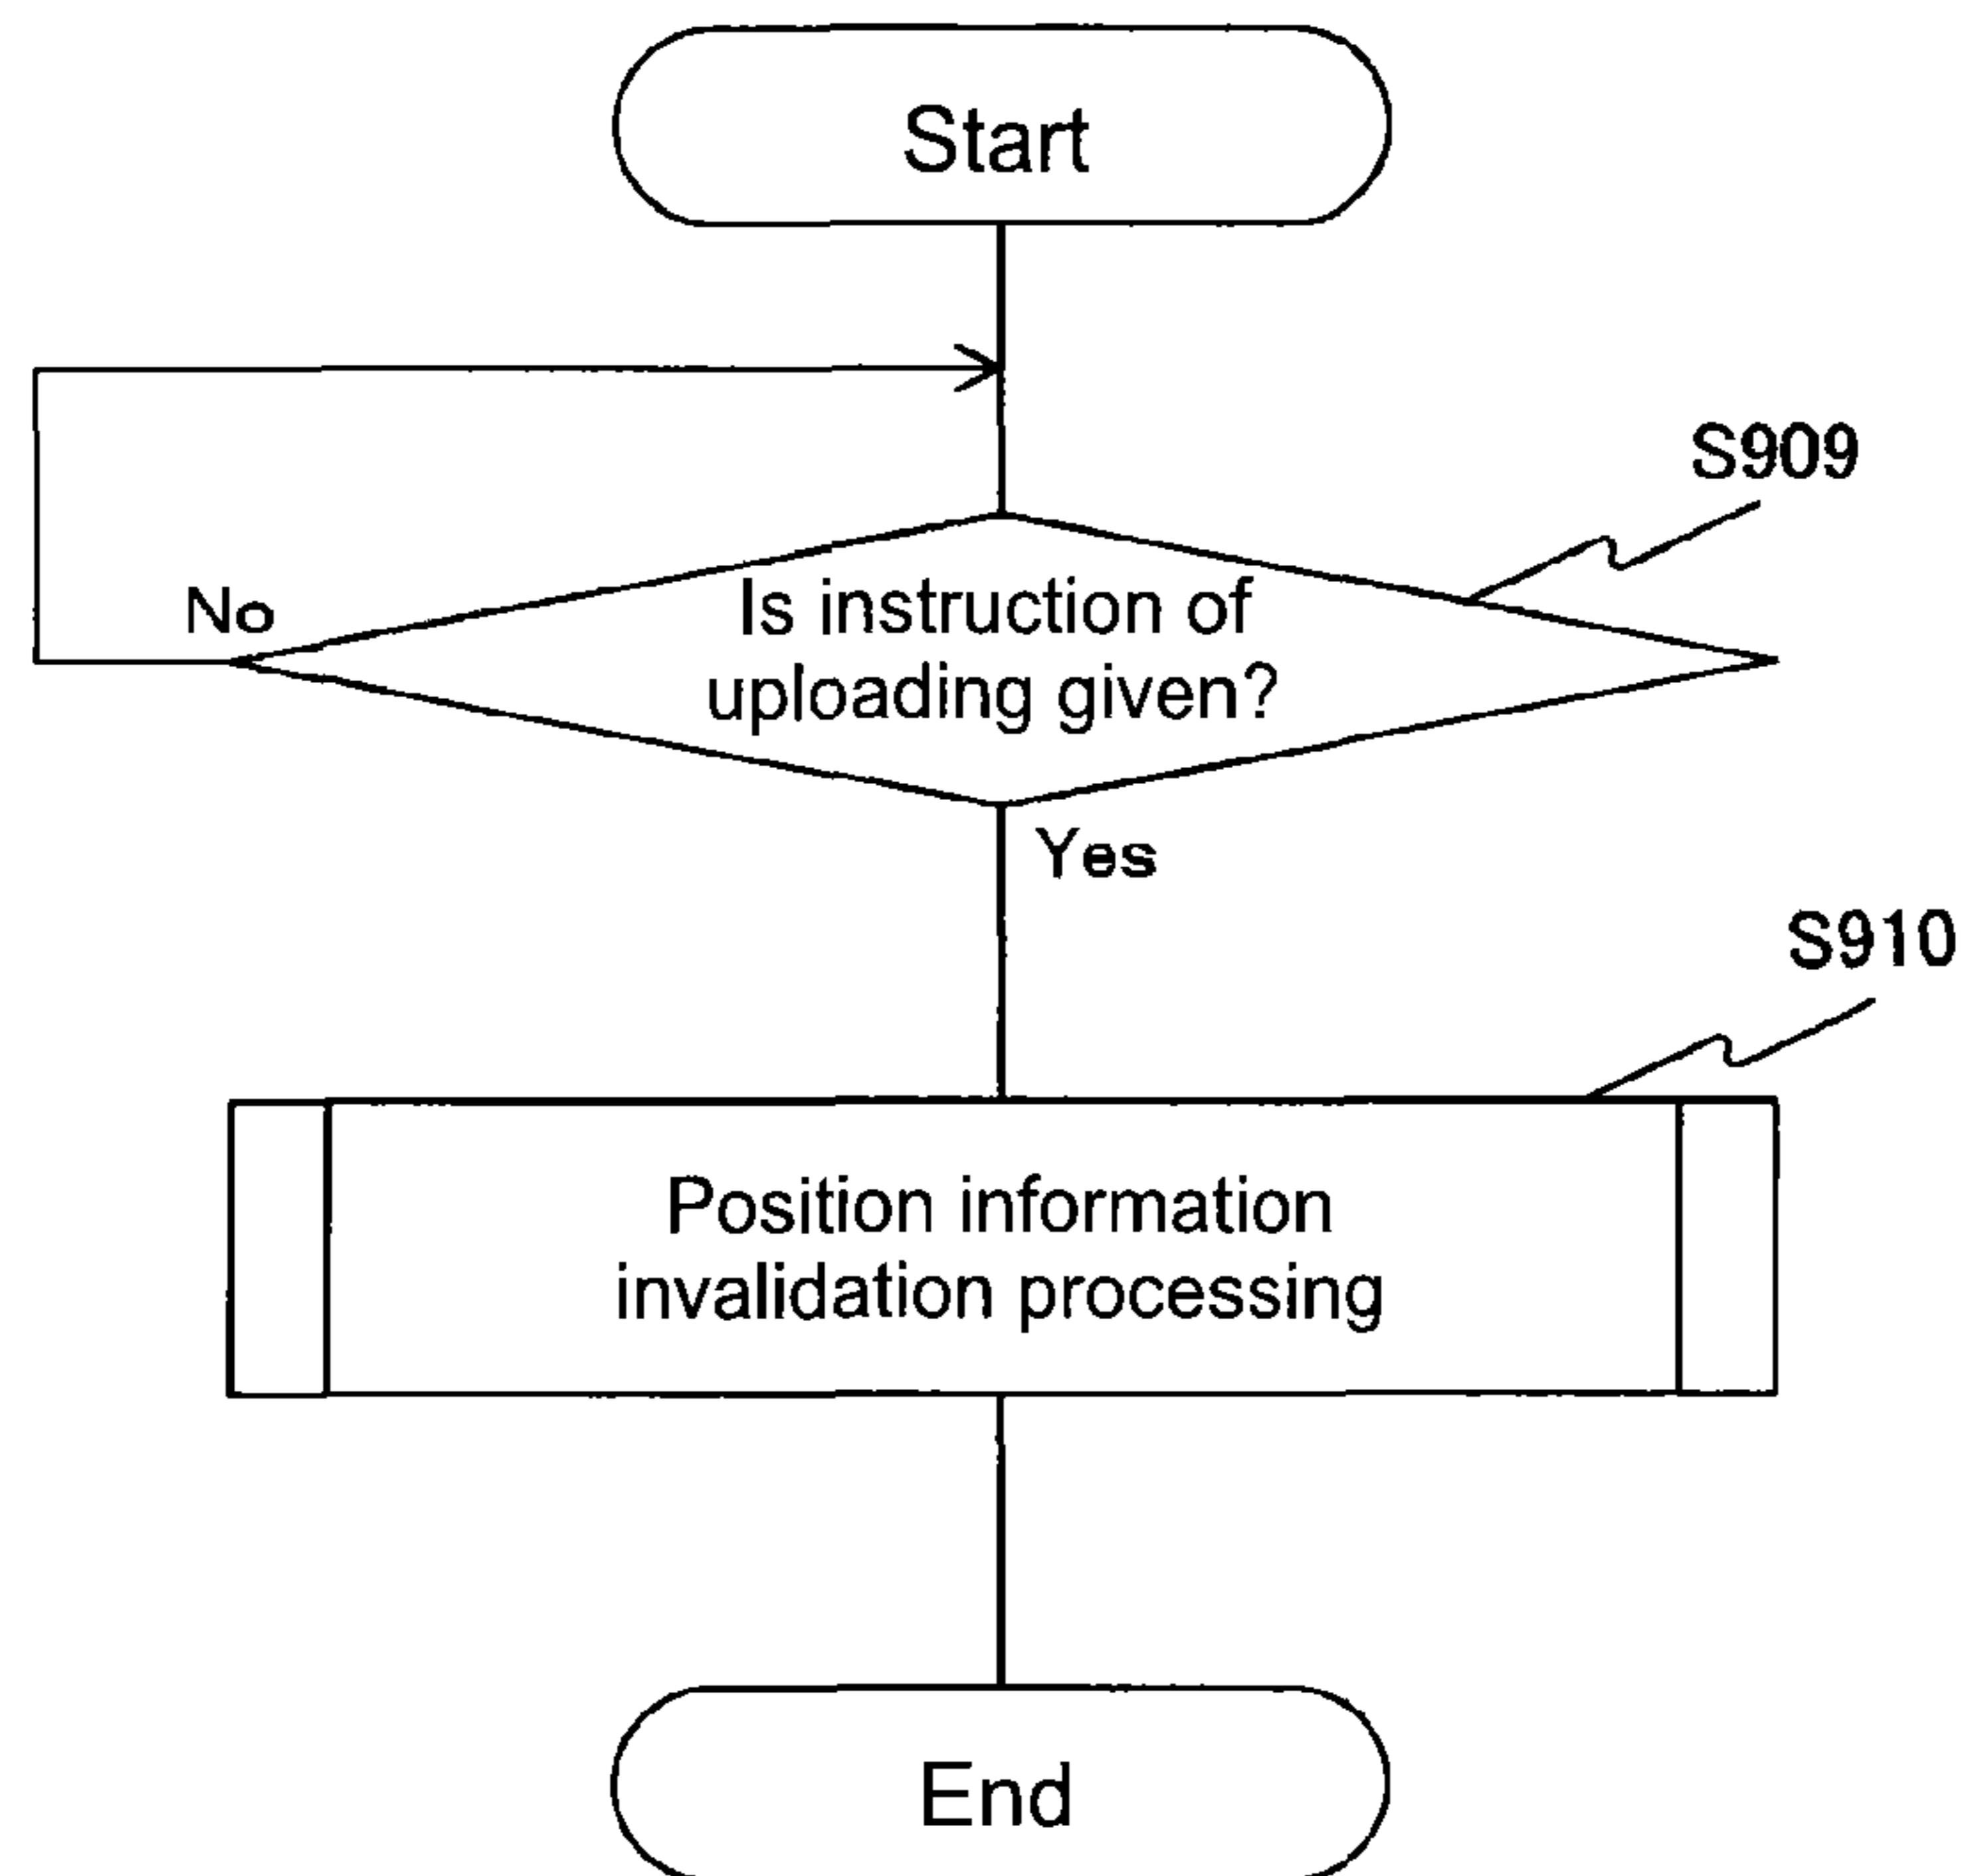 Start
S909
No
Is instruction of
uploading given?
Yes
S910
Position information
invalidation processing
End